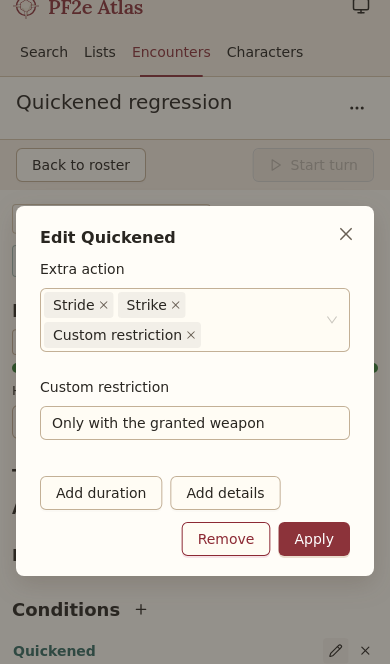 PF2e Atlas
Search Lists Encounters Characters
Quickened regression
Back to roster Start turn
Edit Quickened
Extra action
Stride Strike
Custom restriction
Custom restriction
Only with the granted weapon
Add duration Add details
Remove Apply
Conditions
Quickened